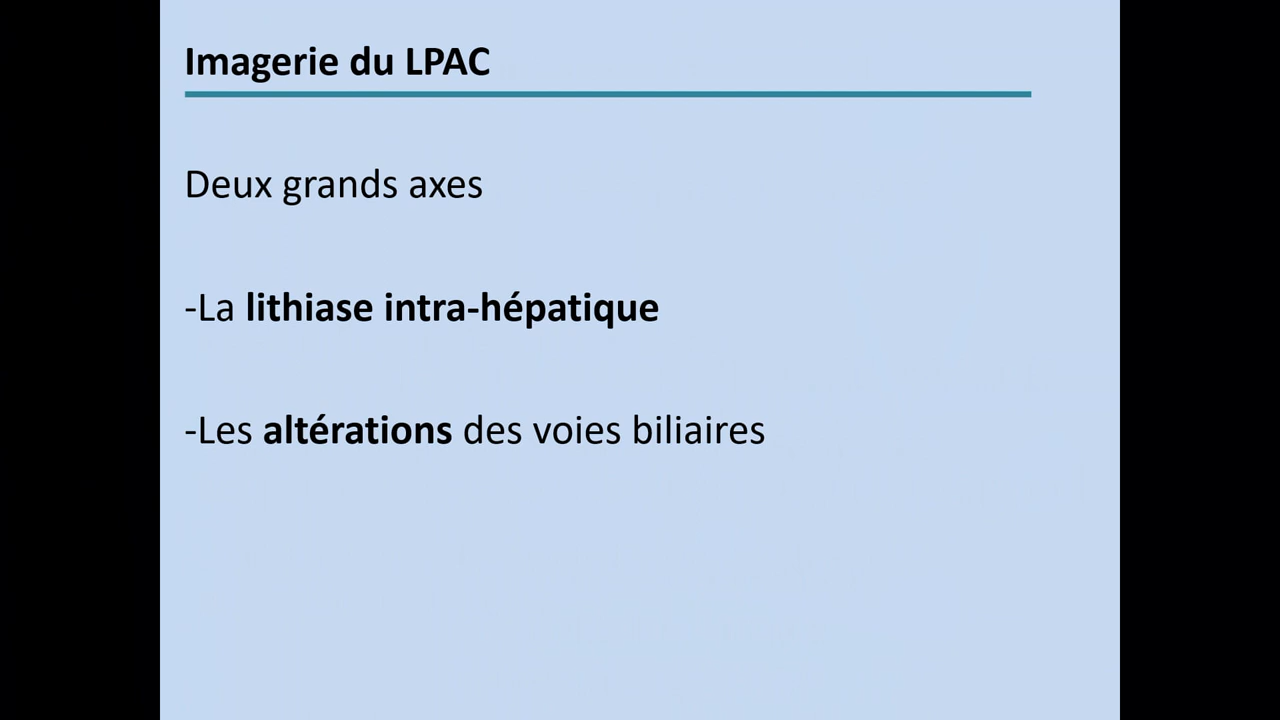 Imagerie du LPAC
Deux grands axes
-La lithiase intra-hépatique
-Les altérations des voies biliaires